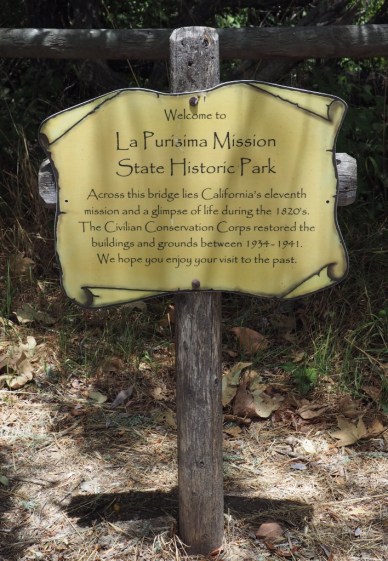 Welcome to
La Purisima Mission
State Historic Park
Across this bridge lies California's eleventh
mission and a glimpse of life during the 1820's.
The Civilian Conservation Corps restored the
buildings and grounds between 1934-1941.
We hope you enjoy your visit to the past.